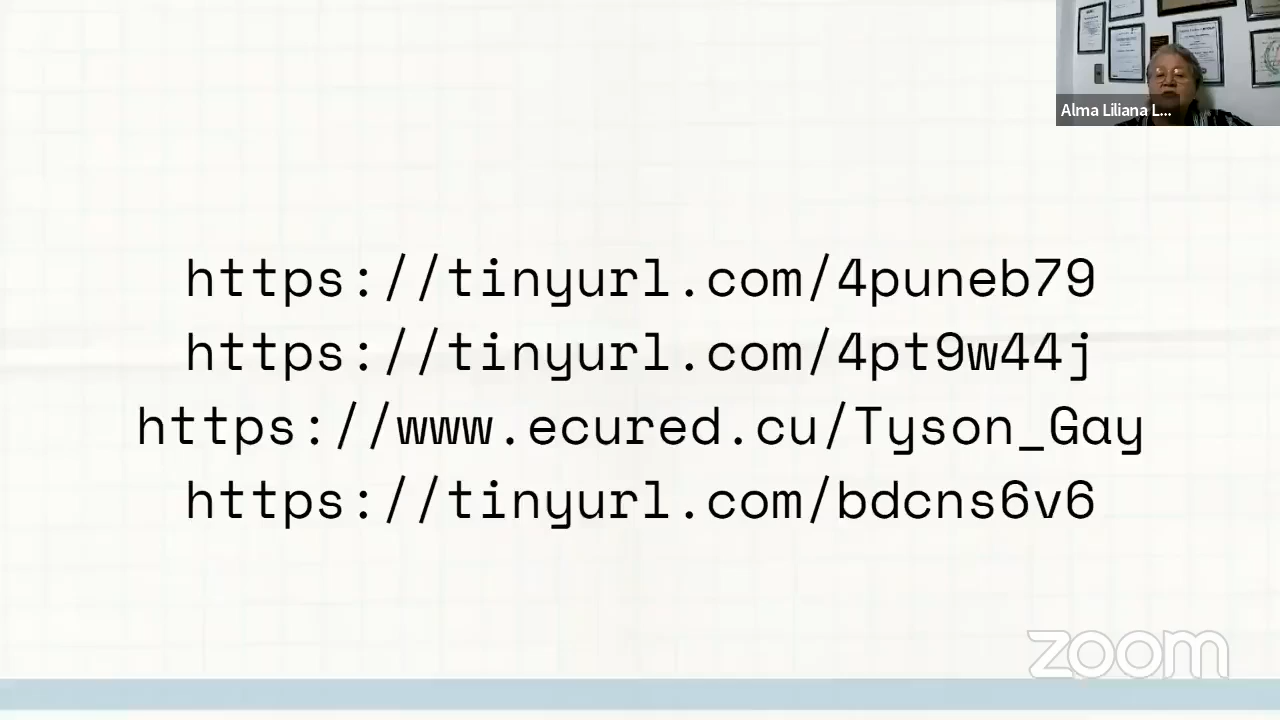 Alma Liliana L...
https://tinyurl.com/4puneb79
https://tinyurl.com/4pt9w44j
https://www.ecured.cu/Tyson_Gay
https://tinyurl.com/bdcns6v6
zoom